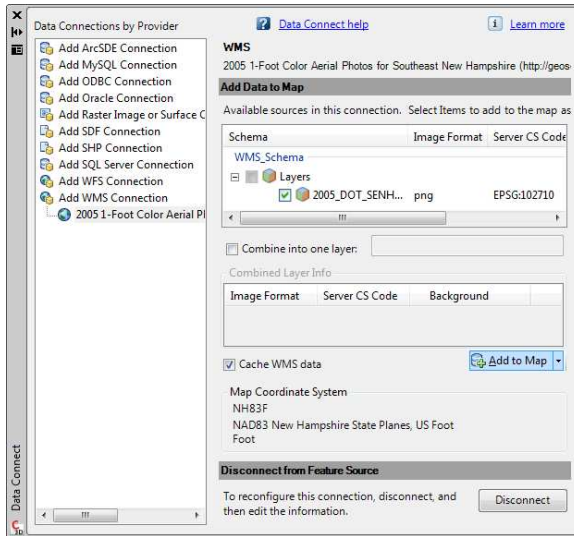 Data Connections by Provider
Add ArcSDE Connection
Add MySQL Connection
Add ODBC Connection
Add Oracle Connection
Add Raster Image or Surface C
Add SDF Connection
Add SHP Connection
Add SQL Server Connection
Add WFS Connection
Add WMS Connection
2005 1-Foot Color Aerial Pl
Data Connect
Data Connect help
Learn more
WMS
2005 1-Foot Color Aerial Photos for Southeast New Hampshire (http://geos
Add Data to Map
Available sources in this connection. Select Items to add to the map as
Schema Image Format Server CS Code
WMS_Schema
Layers
2005_DOT_SENH... png EPSG:102710
Combine into one layer:
Combined Layer Info
Image Format Server CS Code Background
Cache WMS data
Add to Map
Map Coordinate System
NH83F
NAD83 New Hampshire State Planes, US Foot
Foot
Disconnect from Feature Source
To reconfigure this connection, disconnect, and
then edit the information.
Disconnect